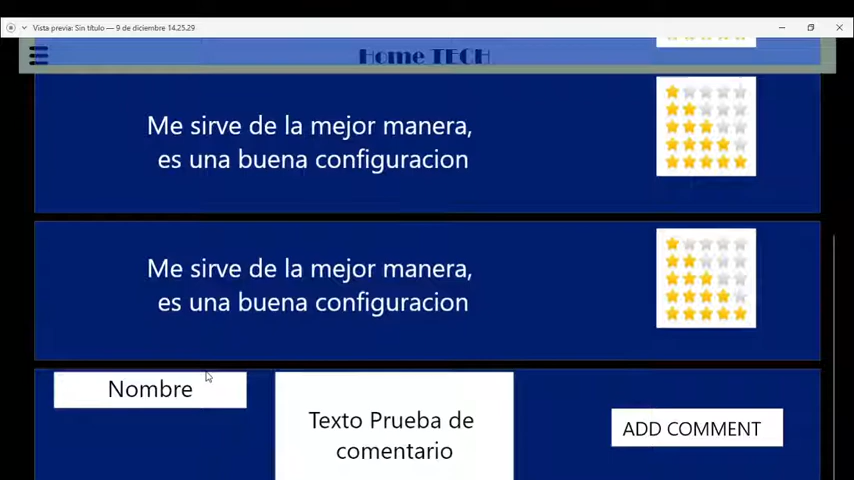 Vista previa: Sin título — 9 de diciembre 14.25.29
Home TECH
Me sirve de la mejor manera,
es una buena configuracion
Me sirve de la mejor manera,
es una buena configuracion
Nombre
Texto Prueba de
comentario
ADD COMMENT